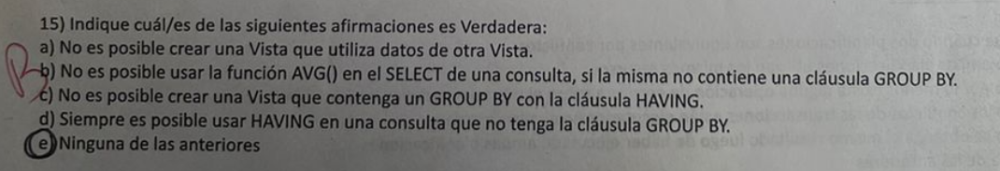 15) Indique cuál/es de las siguientes afirmaciones es Verdadera:
a) No es posible crear una Vista que utiliza datos de otra Vista.
b) No es posible usar la función AVG() en el SELECT de una consulta, si la misma no contiene una cláusula GROUP BY.
c) No es posible crear una Vista que contenga un GROUP BY con la cláusula HAVING.
d) Siempre es posible usar HAVING en una consulta que no tenga la cláusula GROUP BY.
e) Ninguna de las anteriores